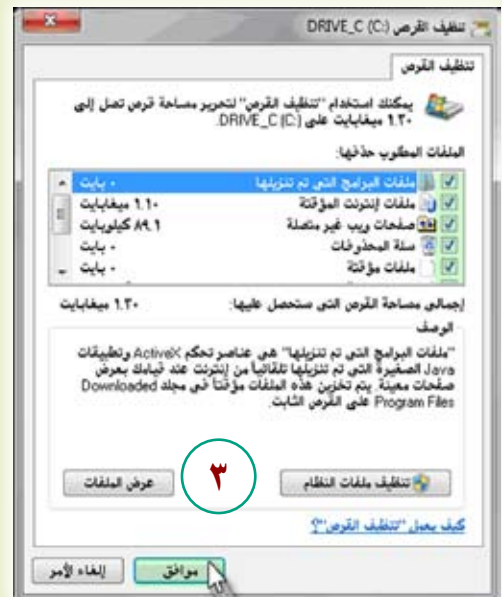 تنظيف القرص DRIVE_C (C:)
تنظيف القرص
يمكنك استخدام "تنظيف القرص" لتحرير مساحة قرص تصل إلى
١.٢٠ ميغابايت على DRIVE_C (C:).
الملفات المطلوب حذفها:
ملفات البرامج التي تم تنزيلها ٠ بايت
ملفات إنترنت المؤقتة ١.١٠ ميغابايت
صفحات ويب غير متصلة ٨٩.١ كيلوبايت
سلة المحذوفات ٠ بايت
ملفات مؤقتة ٠ بايت
إجمالي مساحة القرص التي ستحصل عليها: ١.٢٠ ميغابايت
الوصف
"ملفات البرامج التي تم تنزيلها" هي عناصر تحكم ActiveX وتطبيقات
Java الصغيرة التي تم تنزيلها تلقائياً من إنترنت عند قيامك بعرض
صفحات معينة. يتم تخزين هذه الملفات مؤقتاً في مجلد Downloaded
Program Files على القرص الثابت.
تنظيف ملفات النظام
٣
عرض الملفات
كيف يعمل "تنظيف القرص"؟
موافق
إلغاء الأمر